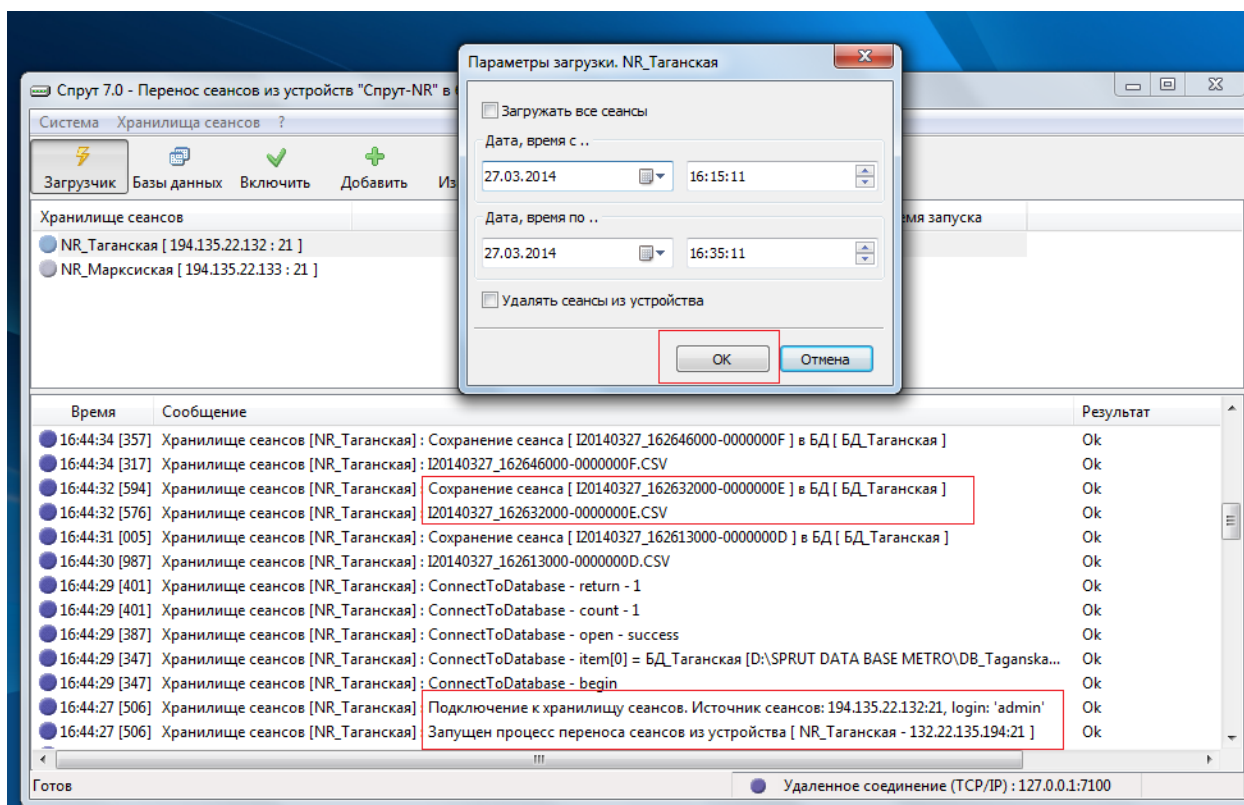 Параметры загрузки. NR_Таганская
Загружать все сеансы
Дата, время с ..
27.03.2014 16:15:11
Дата, время по ..
27.03.2014 16:35:11
Удалять сеансы из устройства
OK Отмена
Спрут 7.0 - Перенос сеансов из устройств "Спрут-NR" в
Система Хранилища сеансов ?
Загрузчик Базы данных Включить Добавить
Хранилище сеансов запуска
NR_Таганская [ 194.135.22.132 : 21 ]
NR_Марксиская [ 194.135.22.133 : 21 ]
Время Сообщение Результат
16:44:34 [357] Хранилище сеансов [NR_Таганская] : Сохранение сеанса [ I20140327_162646000-0000000F ] в БД [ БД_Таганская ] Ok
16:44:34 [317] Хранилище сеансов [NR_Таганская] : I20140327_162646000-0000000F.CSV Ok
16:44:32 [594] Хранилище сеансов [NR_Таганская] : Сохранение сеанса [ I20140327_162632000-0000000E ] в БД [ БД_Таганская ] Ok
16:44:32 [576] Хранилище сеансов [NR_Таганская] : I20140327_162632000-0000000E.CSV Ok
16:44:31 [005] Хранилище сеансов [NR_Таганская] : Сохранение сеанса [ I20140327_162613000-0000000D ] в БД [ БД_Таганская ] Ok
16:44:30 [987] Хранилище сеансов [NR_Таганская] : I20140327_162613000-0000000D.CSV Ok
16:44:29 [401] Хранилище сеансов [NR_Таганская] : ConnectToDatabase - return - 1 Ok
16:44:29 [401] Хранилище сеансов [NR_Таганская] : ConnectToDatabase - count - 1 Ok
16:44:29 [387] Хранилище сеансов [NR_Таганская] : ConnectToDatabase - open - success Ok
16:44:29 [347] Хранилище сеансов [NR_Таганская] : ConnectToDatabase - item[0] = БД_Таганская [D:\SPRUT DATA BASE METRO\DB_Taganska... Ok
16:44:29 [347] Хранилище сеансов [NR_Таганская] : ConnectToDatabase - begin Ok
16:44:27 [506] Хранилище сеансов [NR_Таганская] : Подключение к хранилищу сеансов. Источник сеансов: 194.135.22.132:21, login: 'admin' Ok
16:44:27 [506] Хранилище сеансов [NR_Таганская] : Запущен процесс переноса сеансов из устройства [ NR_Таганская - 132.22.135.194:21 ] Ok
Готов Удаленное соединение (TCP/IP) : 127.0.0.1:7100